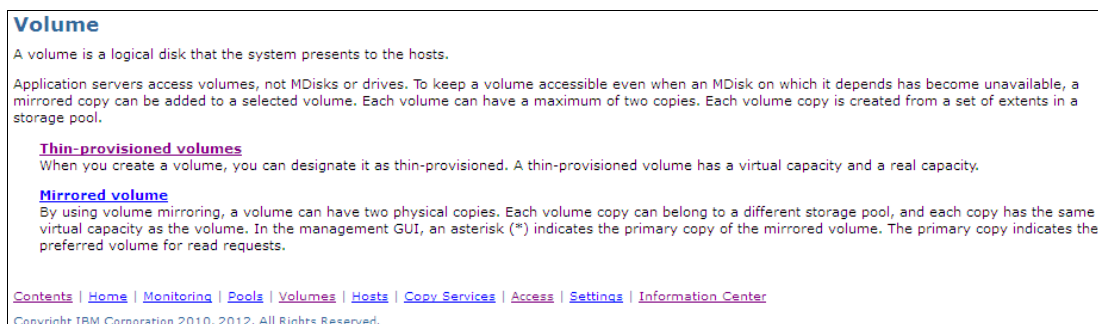 Volume
A volume is a logical disk that the system presents to the hosts.
Application servers access volumes, not MDisks or drives. To keep a volume accessible even when an MDisk on which it depends has become unavailable, a
mirrored copy can be added to a selected volume. Each volume can have a maximum of two copies. Each volume copy is created from a set of extents in a
storage pool.
Thin-provisioned volumes
When you create a volume, you can designate it as thin-provisioned. A thin-provisioned volume has a virtual capacity and a real capacity.
Mirrored volume
By using volume mirroring, a volume can have two physical copies. Each volume copy can belong to a different storage pool, and each copy has the same
virtual capacity as the volume. In the management GUI, an asterisk (*) indicates the primary copy of the mirrored volume. The primary copy indicates the
preferred volume for read requests.
Contents | Home | Monitoring | Pools | Volumes | Hosts | Copy Services | Access | Settings | Information Center
Copyright IBM Corporation 2010, 2012. All Rights Reserved.